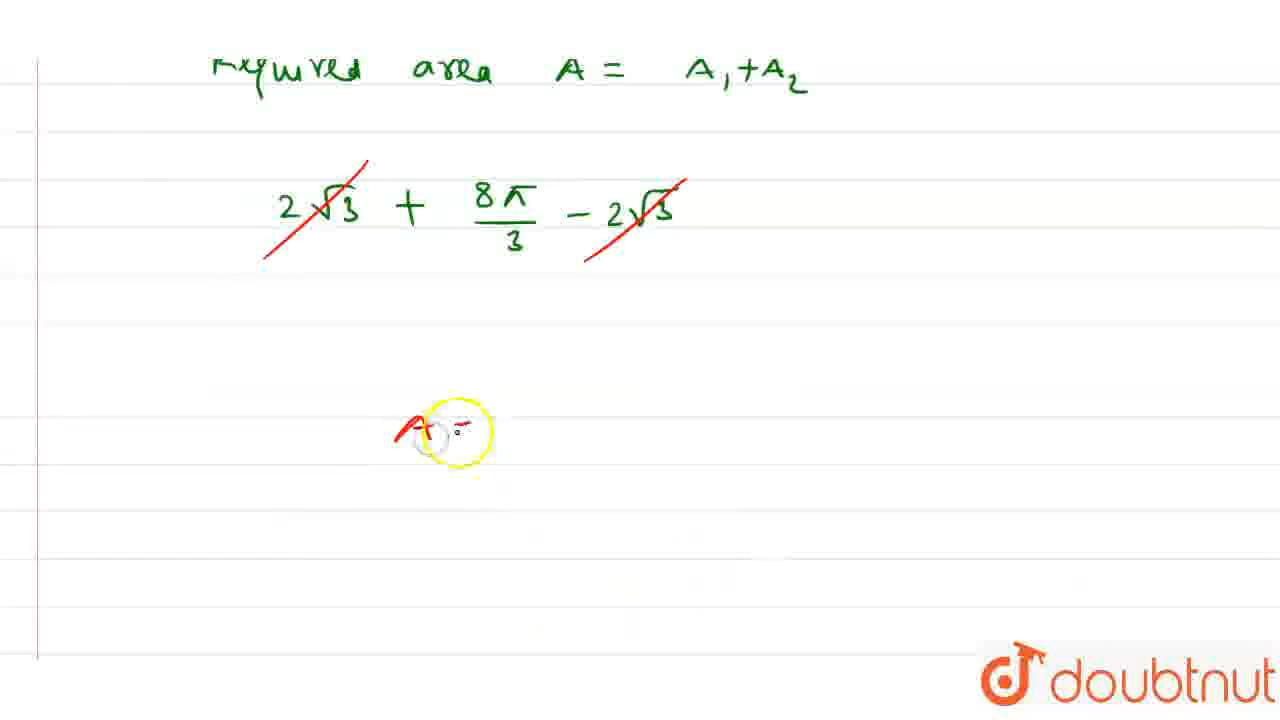 Required area A = A₁ + A₂
2√3 + 8π/3 − 2√3
A =
doubtnut